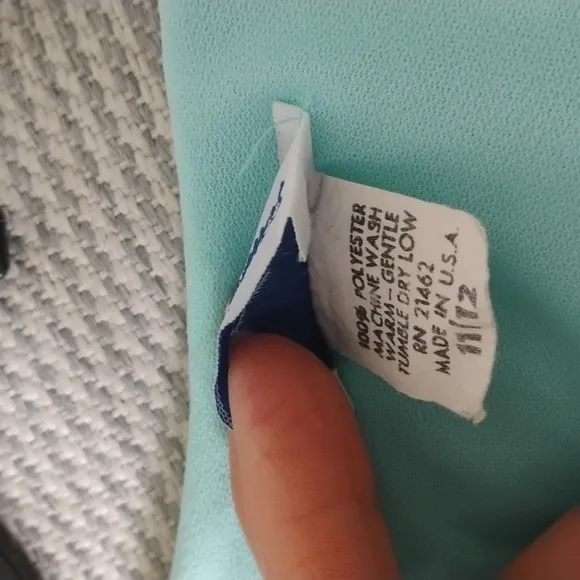 100% POLYESTER
MACHINE WASH
WARM-GENTLE
TUMBLE DRY LOW
RN 21462
MADE IN U.S.A.
11/12